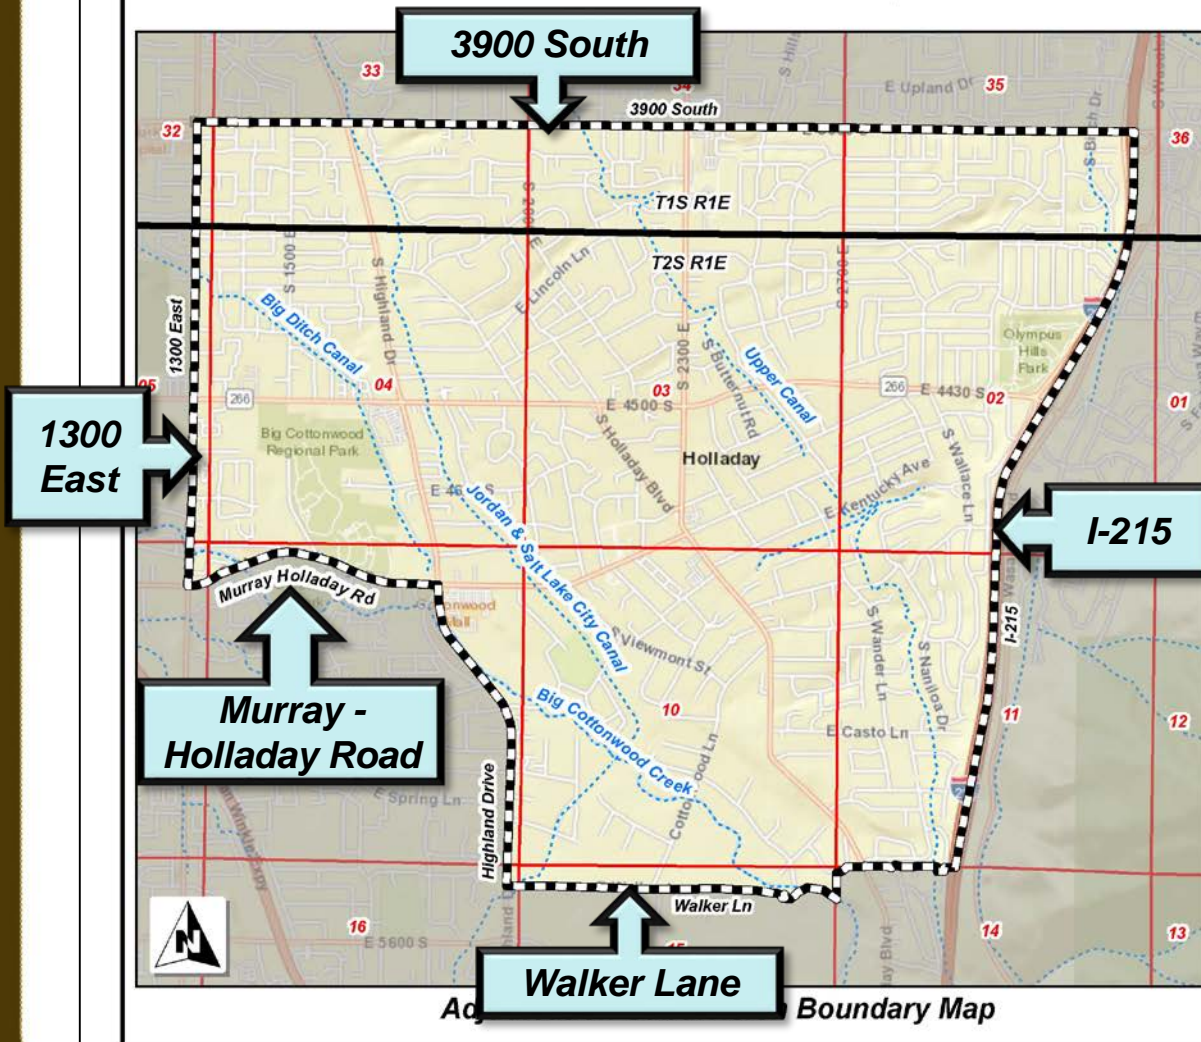 3900 South
33
34
E Upland Dr
35
3900 South
32
36
S Birch Dr
T1S R1E
T2S R1E
S 1500 E
S Highland Dr
E Lincoln Ln
S 2300 E
S 2700 E
1300 East
Big Ditch Canal
Olympus
Hills
Park
Upper Canal
S Butternut Rd
05
04
03
02
01
266
266
E 4430 S
E 4500 S
1300
East
Big Cottonwood
Regional Park
S Holladay Blvd
Holladay
S Wallace Ln
E Kentucky Ave
Jordan & Salt Lake City Canal
I-215
Murray Holladay Rd
S Viewmont St
S Wander Ln
S Naniloa Dr
I-215
Murray -
Holladay Road
Big Cottonwood Creek
10
11
12
E Casto Ln
E Spring Ln
Highland Drive
Walker Ln
N
16
E 5600 S
14
13
Walker Lane
Boundary Map